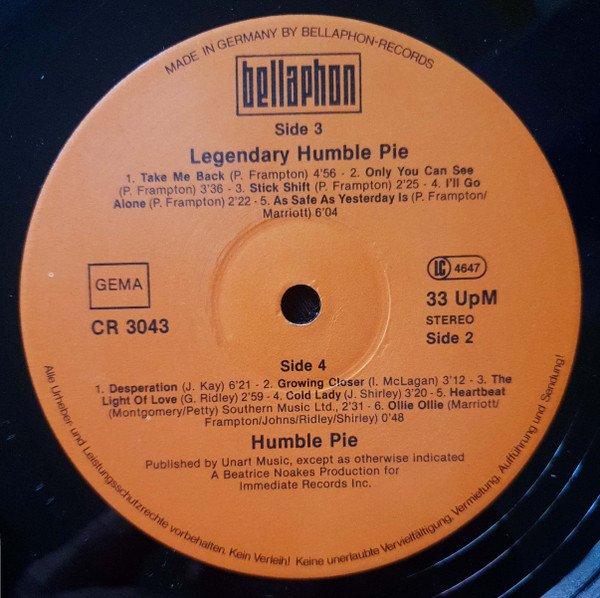 MADE IN GERMANY BY BELLAPHON-RECORDS
bellaphon
Side 3
Legendary Humble Pie
1. Take Me Back (P. Frampton) 4'56 - 2. Only You Can See
(P. Frampton) 3'36 - 3. Stick Shift (P. Frampton) 2'25 - 4. I'll Go
Alone (P. Frampton) 2'22 - 5. As Safe As Yesterday Is (P. Frampton/
Marriott) 6'04
GEMA
CR 3043
LC 4647
33 UpM
STEREO
Side 2
Side 4
1. Desperation (J. Kay) 6'21 - 2. Growing Closer (I. McLagan) 3'12 - 3. The
Light Of Love (G. Ridley) 2'59 - 4. Cold Lady (J. Shirley) 3'20 - 5. Heartbeat
(Montgomery/Petty) Southern Music Ltd., 2'31 - 6. Ollie Ollie (Marriott/
Frampton/Johns/Ridley/Shirley) 0'48
Humble Pie
Published by Unart Music, except as otherwise indicated
A Beatrice Noakes Production for
Immediate Records Inc.
Alle Urheber- und Leistungsschutzrechte vorbehalten. Kein Verleih! Keine unerlaubte Vervielfältigung, Vermietung, Aufführung und Sendung!